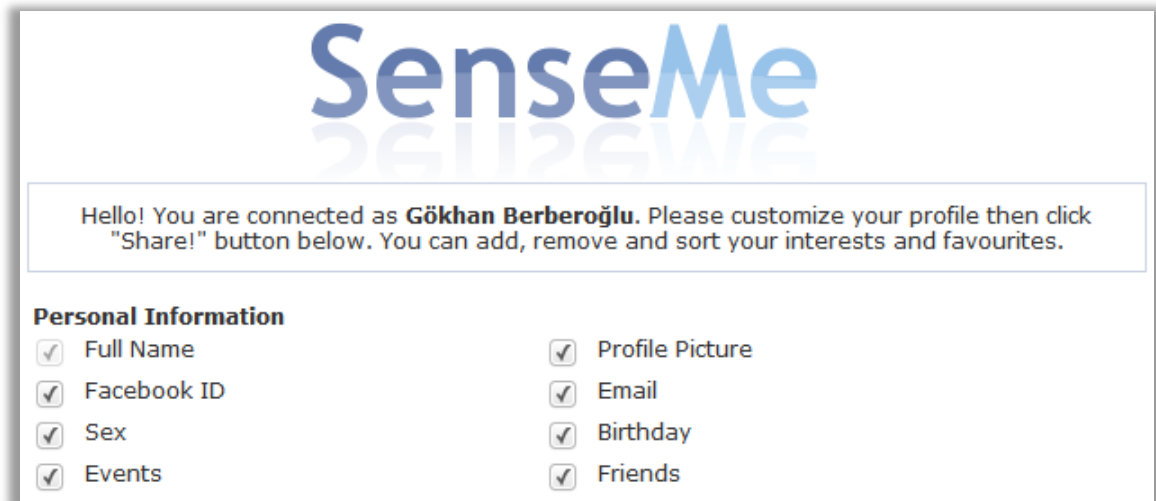 SenseMe
Hello! You are connected as Gökhan Berberoğlu. Please customize your profile then click
"Share!" button below. You can add, remove and sort your interests and favourites.
Personal Information
Full Name
Profile Picture
Facebook ID
Email
Sex
Birthday
Events
Friends